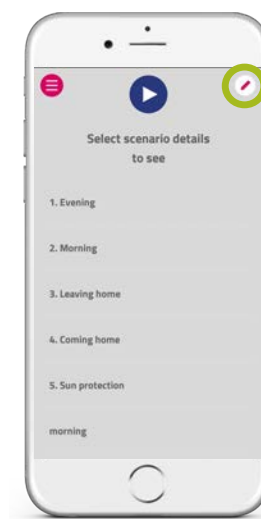 Select scenario details
to see
1. Evening
2. Morning
3. Leaving home
4. Coming home
5. Sun protection
morning